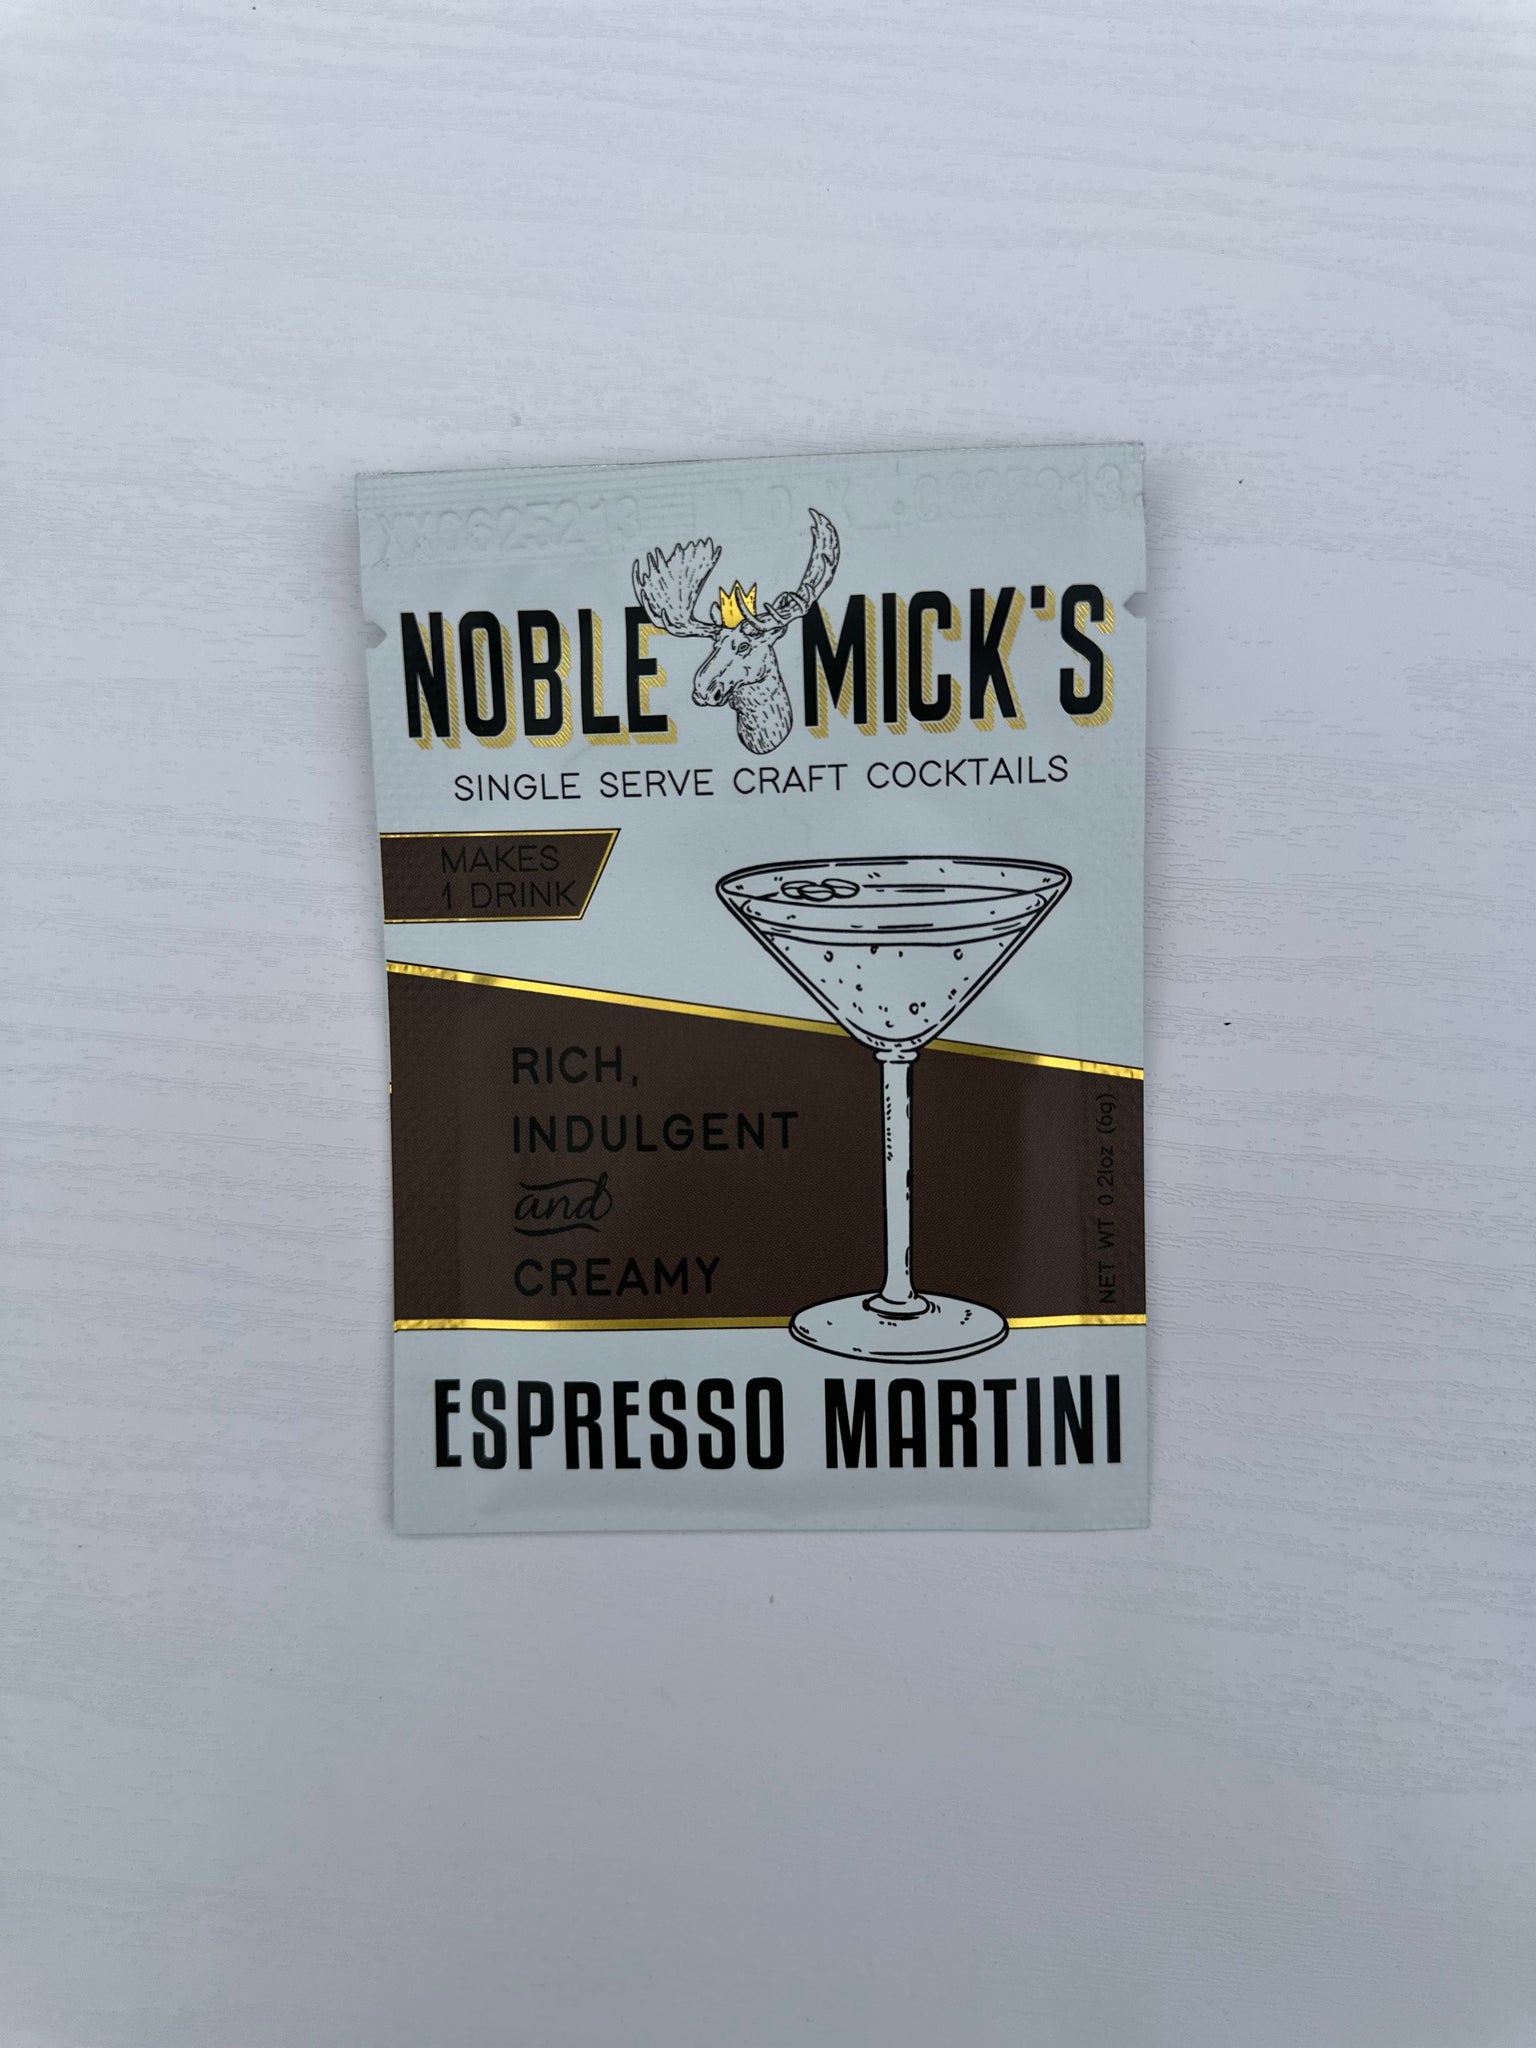 NOBLE MICK'S
SINGLE SERVE CRAFT COCKTAILS
MAKES
1 DRINK
RICH,
INDULGENT
and
CREAMY
NET WT 0.21oz (6g)
ESPRESSO MARTINI